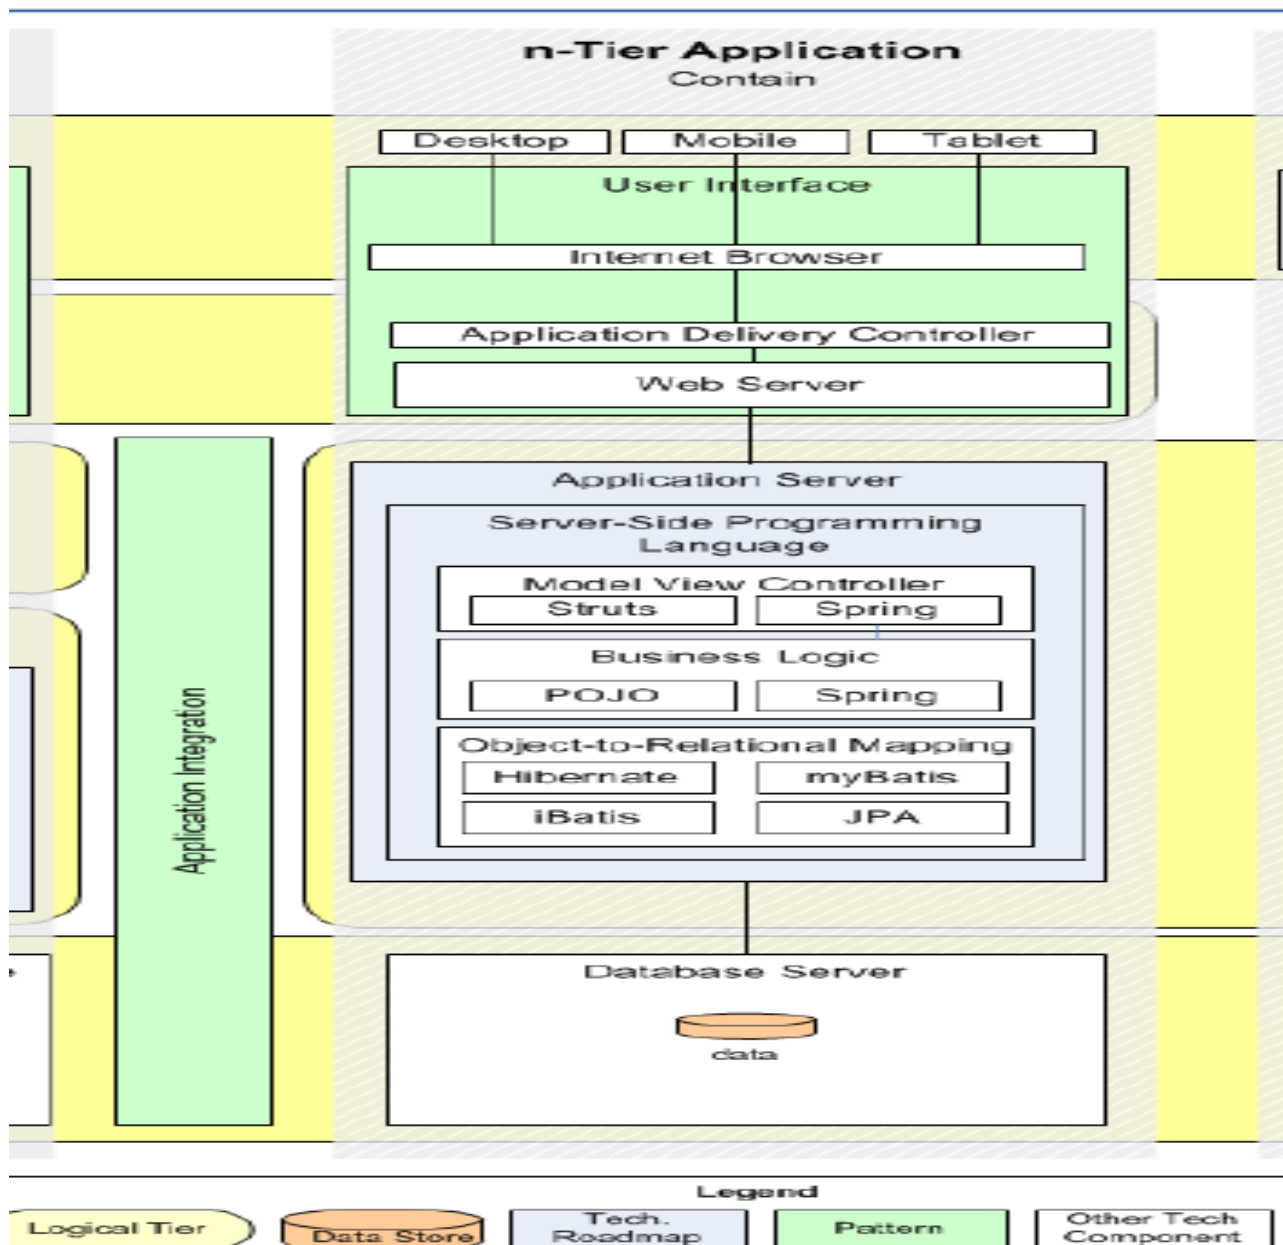 n-Tier Application
Contain
Desktop
Mobile
Tablet
User Interface
Internet Browser
Application Delivery Controller
Web Server
Application Server
Server-Side Programming
Language
Model View Controller
Struts
Spring
Business Logic
POJO
Spring
Object-to-Relational Mapping
Hibernate
myBatis
iBatis
JPA
Application Integration
Database Server
data
Legend
Logical Tier
Data Store
Tech.
Roadmap
Pattern
Other Tech
Component